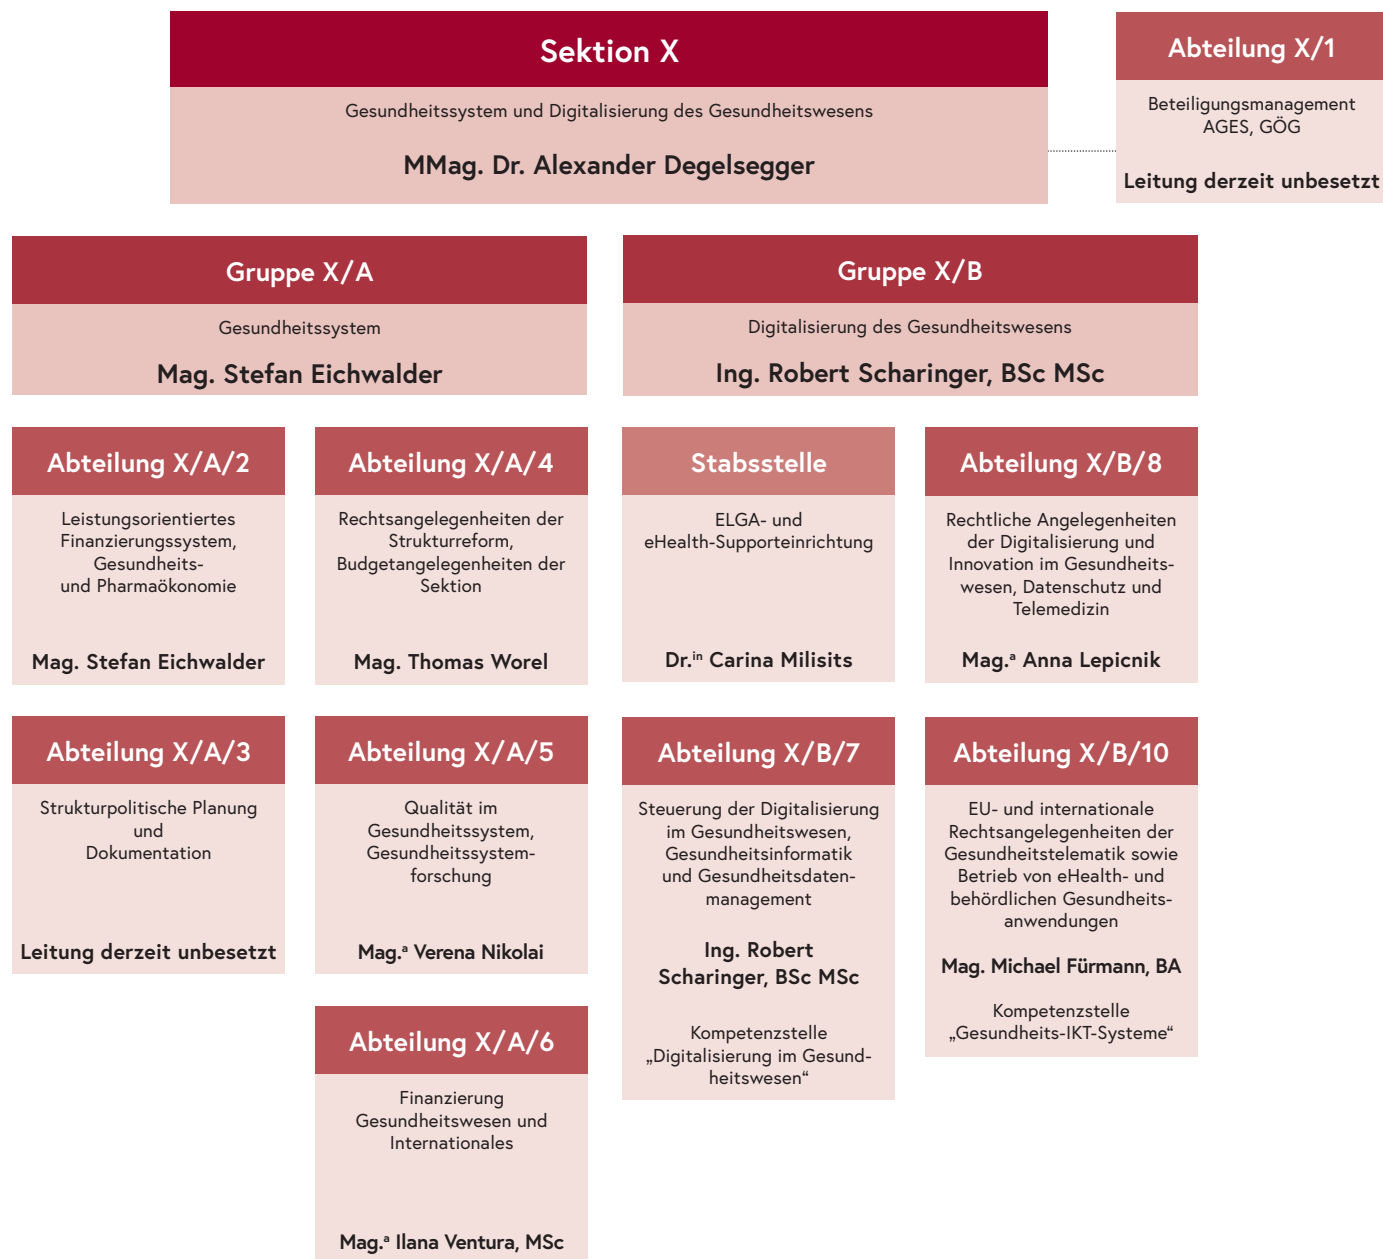 Sektion X
Gesundheitssystem und Digitalisierung des Gesundheitswesens
MMag. Dr. Alexander Degelsegger
Abteilung X/1
Beteiligungsmanagement
AGES, GÖG
Leitung derzeit unbesetzt
Gruppe X/A
Gesundheitssystem
Mag. Stefan Eichwalder
Gruppe X/B
Digitalisierung des Gesundheitswesens
Ing. Robert Scharinger, BSc MSc
Abteilung X/A/2
Leistungsorientiertes
Finanzierungssystem,
Gesundheits-
und Pharmaökonomie
Mag. Stefan Eichwalder
Abteilung X/A/4
Rechtsangelegenheiten der
Strukturreform,
Budgetangelegenheiten der
Sektion
Mag. Thomas Worel
Stabsstelle
ELGA- und
eHealth-Supporteinrichtung
Dr.ⁱⁿ Carina Milisits
Abteilung X/B/8
Rechtliche Angelegenheiten
der Digitalisierung und
Innovation im Gesundheits-
wesen, Datenschutz und
Telemedizin
Mag.ᵃ Anna Lepicnik
Abteilung X/A/3
Strukturpolitische Planung
und
Dokumentation
Leitung derzeit unbesetzt
Abteilung X/A/5
Qualität im
Gesundheitssystem,
Gesundheitssystem-
forschung
Mag.ᵃ Verena Nikolai
Abteilung X/B/7
Steuerung der Digitalisierung
im Gesundheitswesen,
Gesundheitsinformatik
und Gesundheitsdaten-
management
Ing. Robert
Scharinger, BSc MSc
Kompetenzstelle
„Digitalisierung im Gesund-
heitswesen“
Abteilung X/B/10
EU- und internationale
Rechtsangelegenheiten der
Gesundheitstelematik sowie
Betrieb von eHealth- und
behördlichen Gesundheits-
anwendungen
Mag. Michael Fürmann, BA
Kompetenzstelle
„Gesundheits-IKT-Systeme“
Abteilung X/A/6
Finanzierung
Gesundheitswesen und
Internationales
Mag.ᵃ Ilana Ventura, MSc